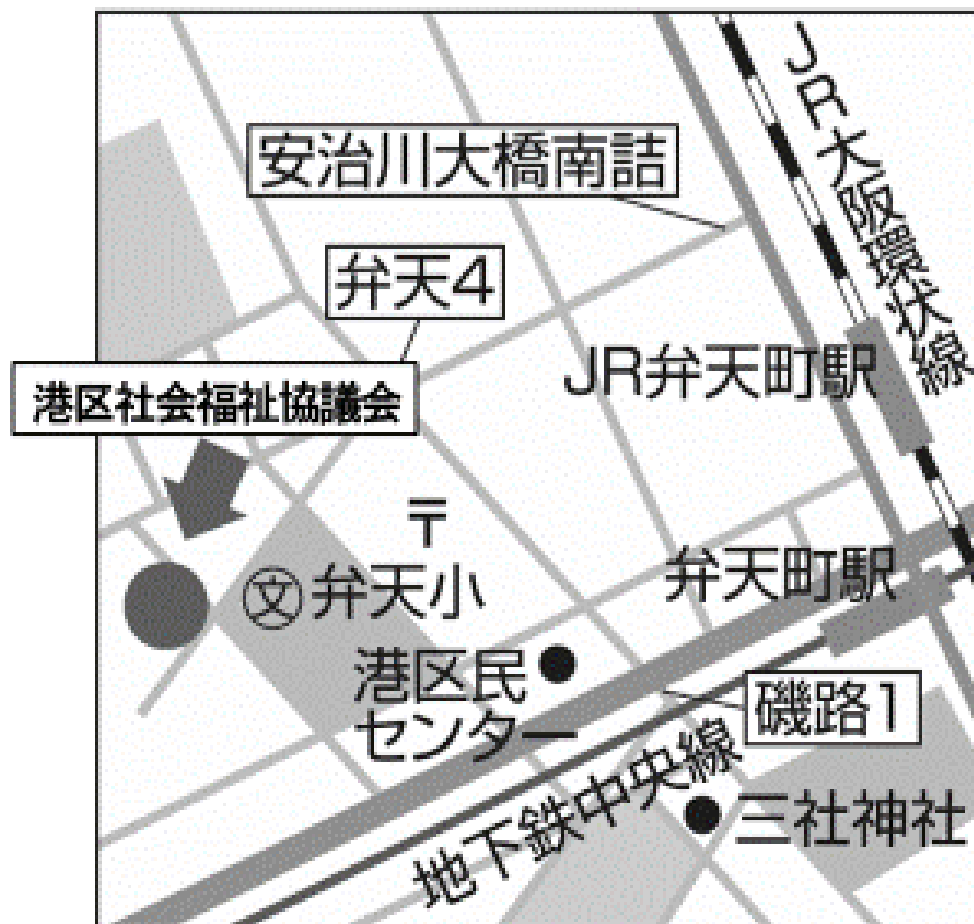 JR大阪環状線
安治川大橋南詰
弁天4
JR弁天町駅
港区社会福祉協議会
〒
弁天町駅
文弁天小
港区民
センター
磯路1
地下鉄中央線
三社神社